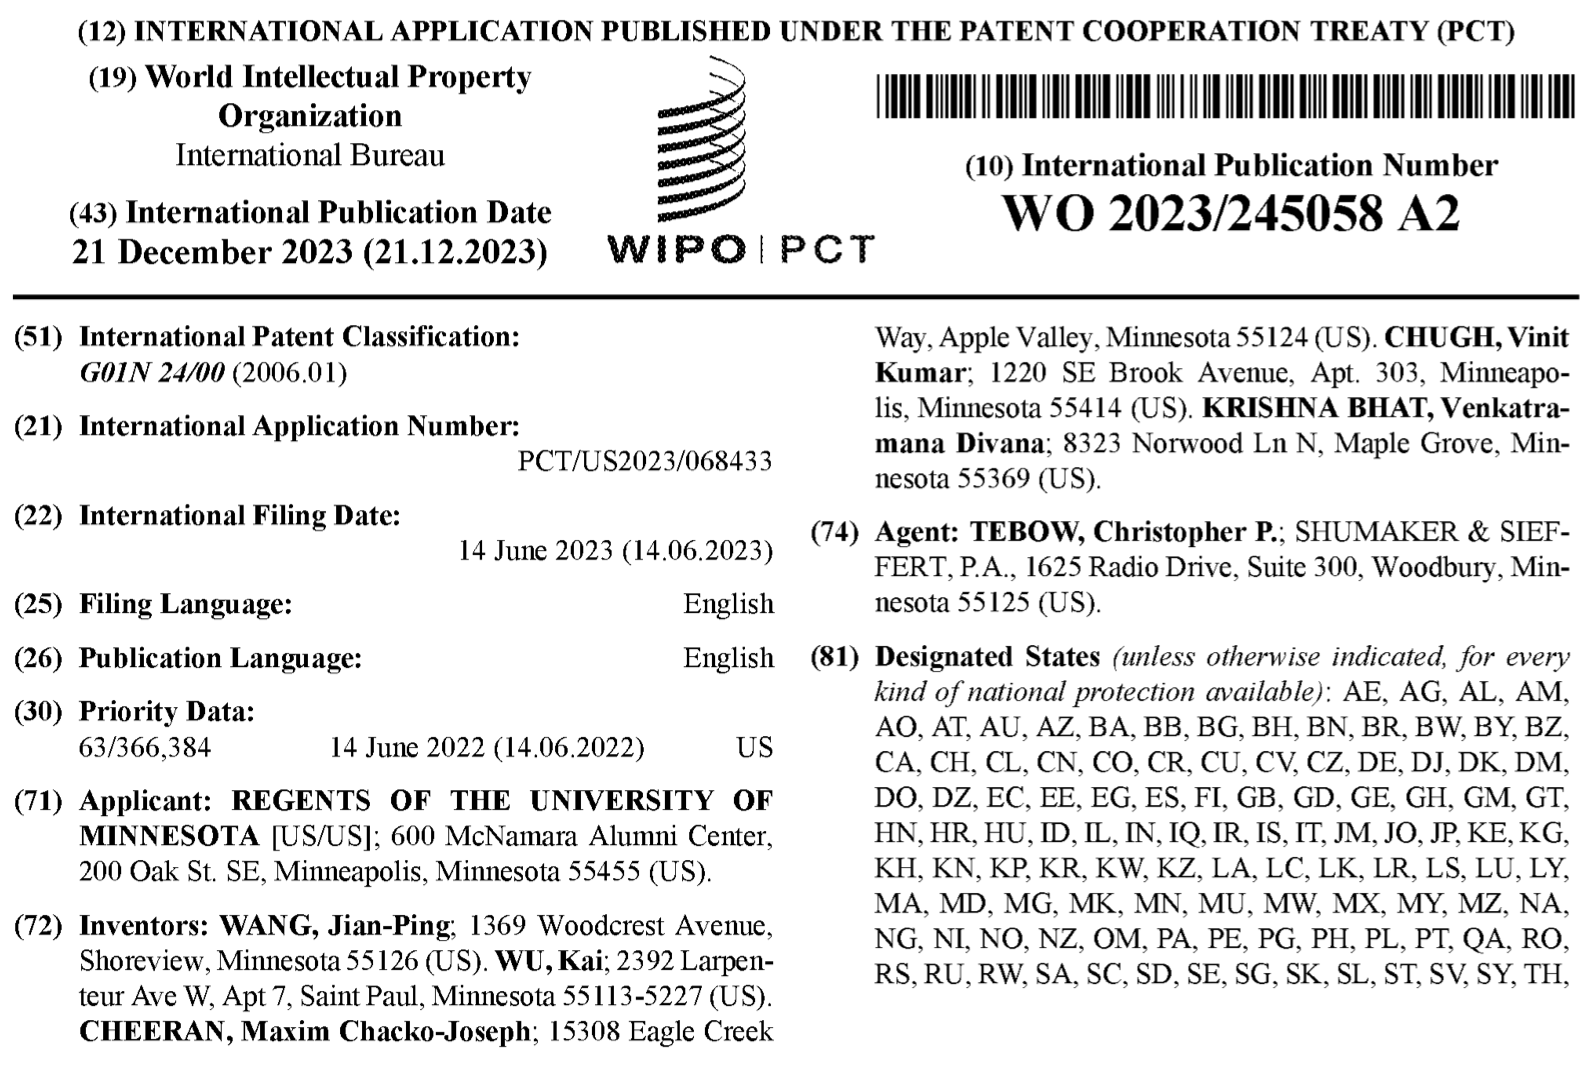 (12) INTERNATIONAL APPLICATION PUBLISHED UNDER THE PATENT COOPERATION TREATY (PCT)
(19) World Intellectual Property
Organization
International Bureau
(43) International Publication Date
21 December 2023 (21.12.2023)
WIPO | PCT
(10) International Publication Number
WO 2023/245058 A2
(51) International Patent Classification:
G01N 24/00 (2006.01)
(21) International Application Number:
PCT/US2023/068433
(22) International Filing Date:
14 June 2023 (14.06.2023)
(25) Filing Language: English
(26) Publication Language: English
(30) Priority Data:
63/366,384 14 June 2022 (14.06.2022) US
(71) Applicant: REGENTS OF THE UNIVERSITY OF
MINNESOTA [US/US]; 600 McNamara Alumni Center,
200 Oak St. SE, Minneapolis, Minnesota 55455 (US).
(72) Inventors: WANG, Jian-Ping; 1369 Woodcrest Avenue,
Shoreview, Minnesota 55126 (US). WU, Kai; 2392 Larpen-
teur Ave W, Apt 7, Saint Paul, Minnesota 55113-5227 (US).
CHEERAN, Maxim Chacko-Joseph; 15308 Eagle Creek
Way, Apple Valley, Minnesota 55124 (US). CHUGH, Vinit
Kumar; 1220 SE Brook Avenue, Apt. 303, Minneapo-
lis, Minnesota 55414 (US). KRISHNA BHAT, Venkatra-
mana Divana; 8323 Norwood Ln N, Maple Grove, Min-
nesota 55369 (US).
(74) Agent: TEBOW, Christopher P.; SHUMAKER & SIEF-
FERT, P.A., 1625 Radio Drive, Suite 300, Woodbury, Min-
nesota 55125 (US).
(81) Designated States (unless otherwise indicated, for every
kind of national protection available): AE, AG, AL, AM,
AO, AT, AU, AZ, BA, BB, BG, BH, BN, BR, BW, BY, BZ,
CA, CH, CL, CN, CO, CR, CU, CV, CZ, DE, DJ, DK, DM,
DO, DZ, EC, EE, EG, ES, FI, GB, GD, GE, GH, GM, GT,
HN, HR, HU, ID, IL, IN, IQ, IR, IS, IT, JM, JO, JP, KE, KG,
KH, KN, KP, KR, KW, KZ, LA, LC, LK, LR, LS, LU, LY,
MA, MD, MG, MK, MN, MU, MW, MX, MY, MZ, NA,
NG, NI, NO, NZ, OM, PA, PE, PG, PH, PL, PT, QA, RO,
RS, RU, RW, SA, SC, SD, SE, SG, SK, SL, ST, SV, SY, TH,